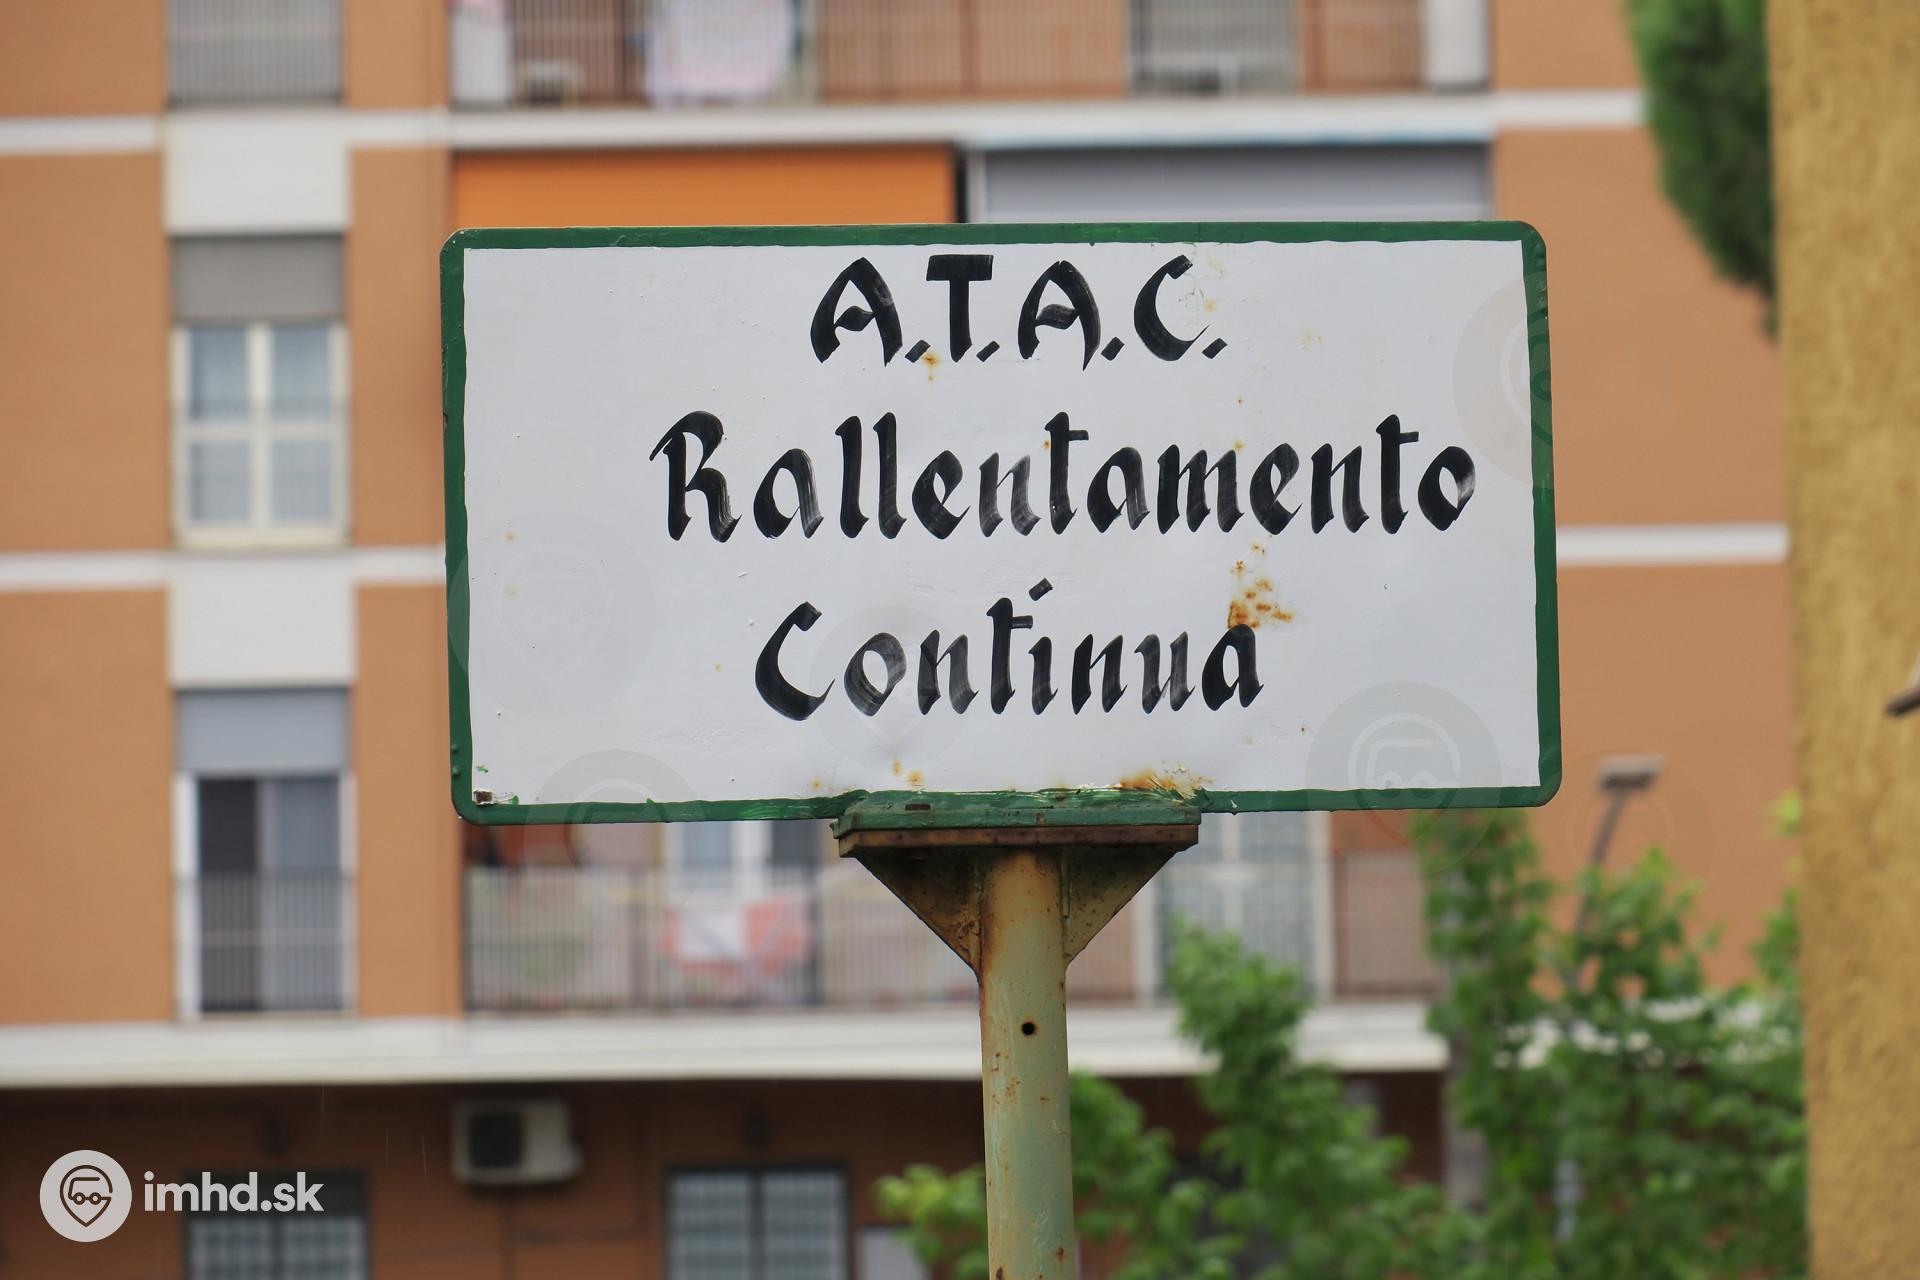 A.T.A.C.
Rallentamento
Continua
imhd.sk